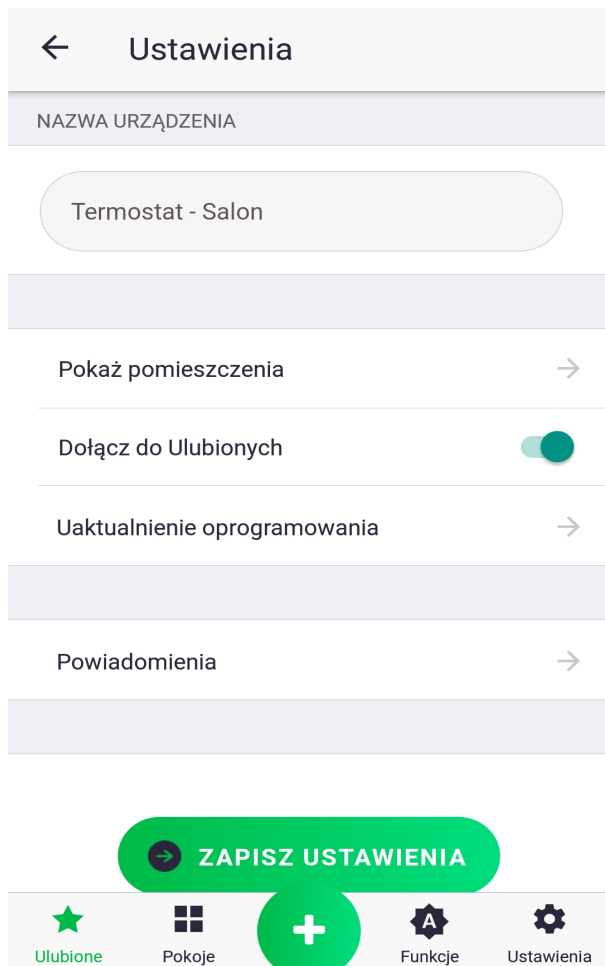 Ustawienia
NAZWA URZĄDZENIA
Termostat - Salon
Pokaż pomieszczenia
Dołącz do Ulubionych
Uaktualnienie oprogramowania
Powiadomienia
ZAPISZ USTAWIENIA
A
Ulubione Pokoje Funkcje Ustawienia